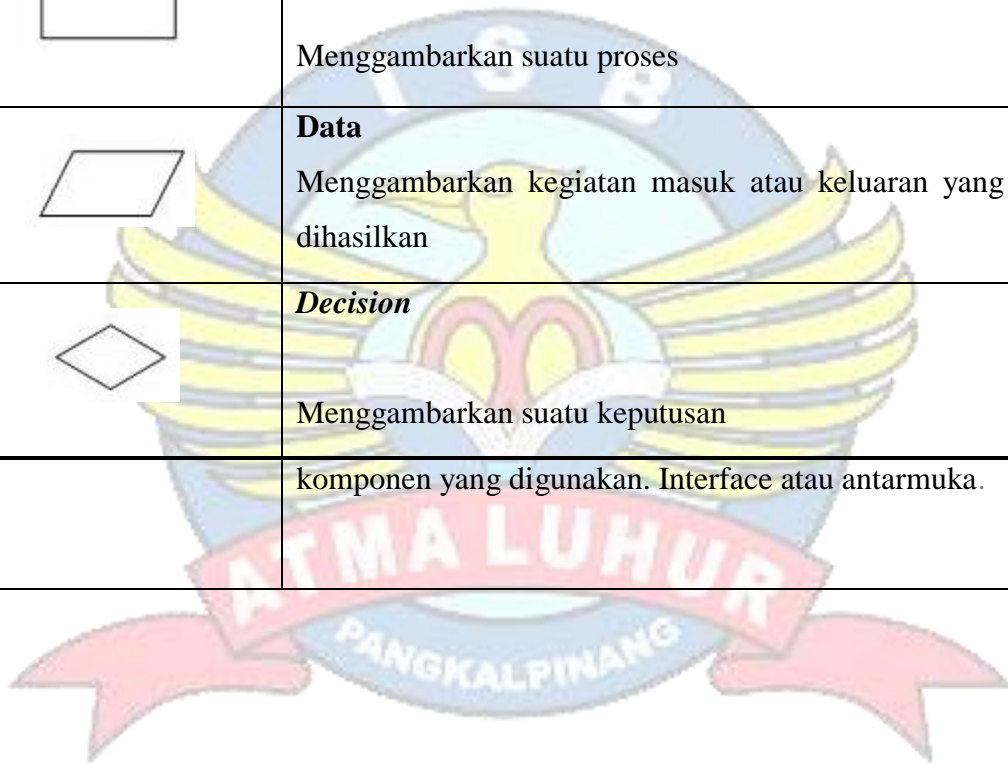 Menggambarkan suatu proses
Data
Menggambarkan kegiatan masuk atau keluaran yang
dihasilkan
Decision
Menggambarkan suatu keputusan
komponen yang digunakan. Interface atau antarmuka.
ISB
ATMA LUHUR
PANGKALPINANG